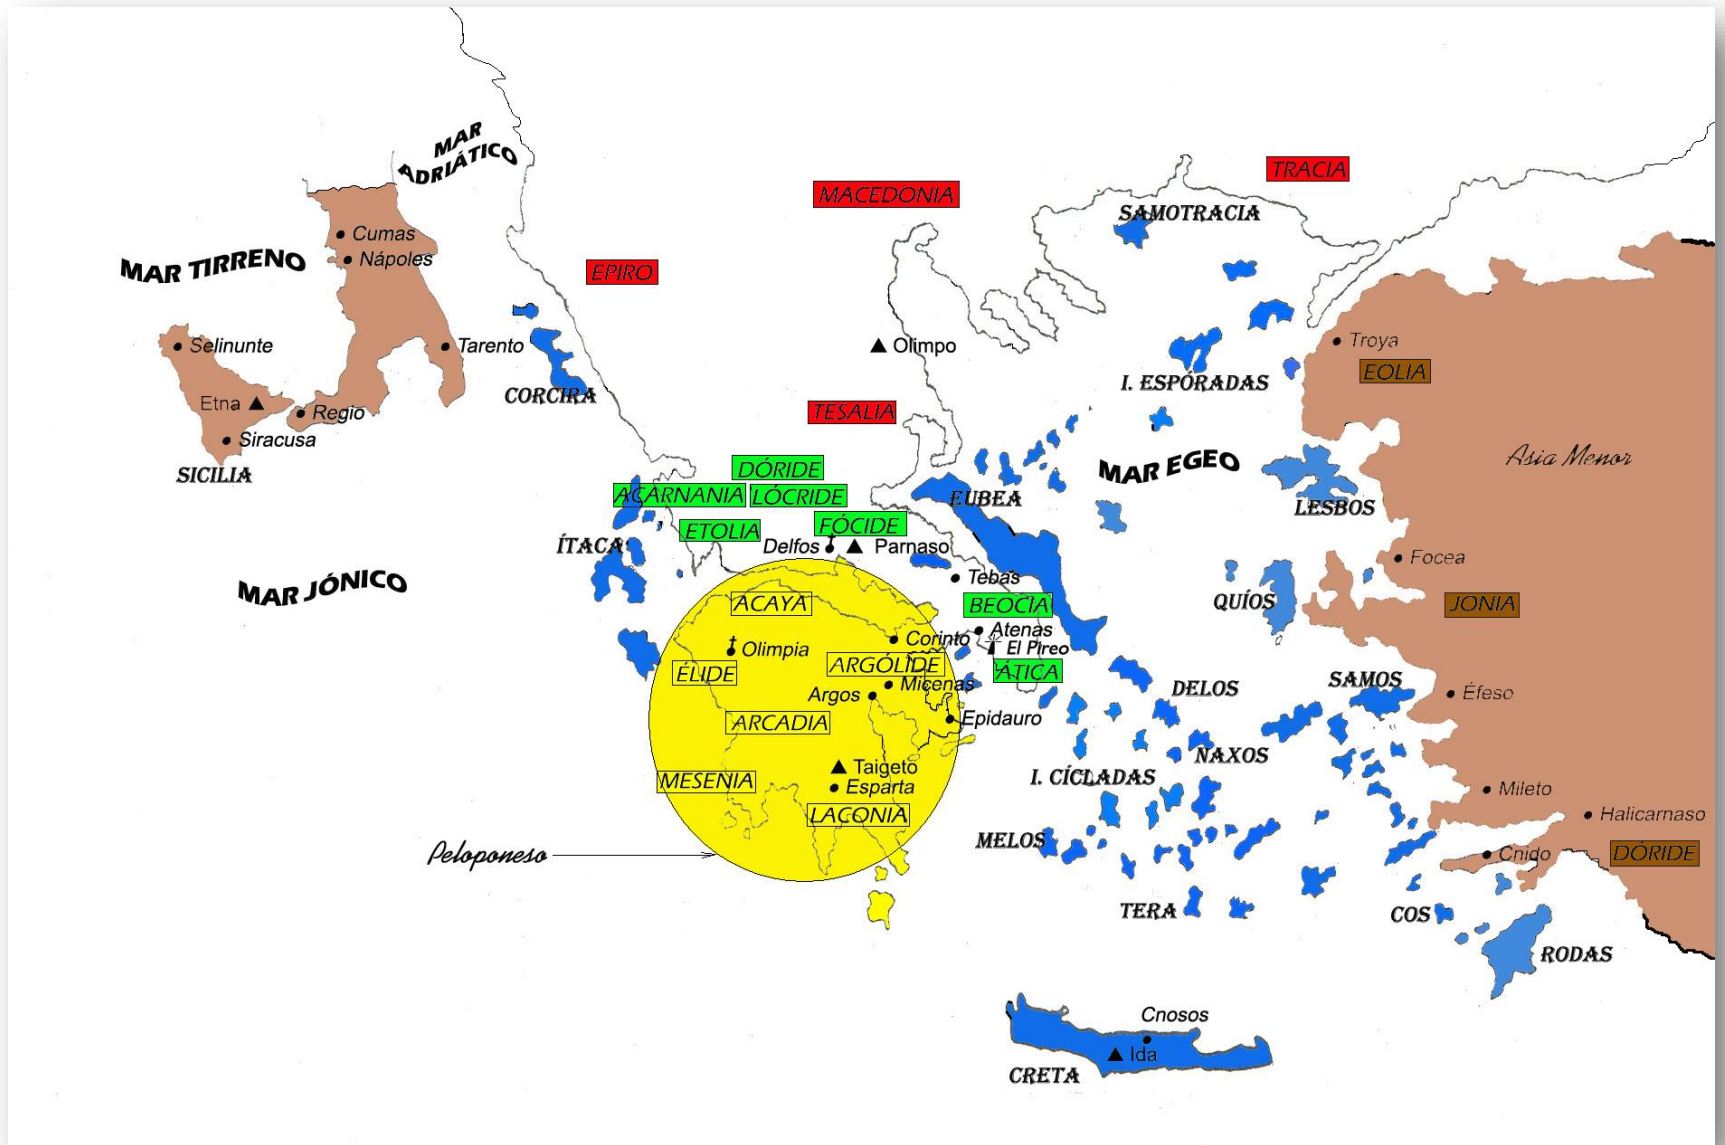 MAR
ADRIÁTICO
TRACIA
MACEDONIA
SAMOTRACIA
Cumas
Nápoles
MAR TIRRENO
EPIRO
Selinunte
Tarento
Olimpo
Troya
EOLIA
I. ESPÓRADAS
CORCIRA
Etna
Regio
TESALIA
Siracusa
SICILIA
MAR EGEO
Asia Menor
DÓRIDE
ACARNANIA
LÓCRIDE
EUBEA
LESBOS
ETOLIA
FÓCIDE
ÍTACA
Delfos
Parnaso
Focea
MAR JÓNICO
Tebas
ACAYA
BEOCIA
QUÍOS
JONIA
Atenas
Corinto
El Pireo
Olimpia
ARGÓLIDE
ÉLIDE
ÁTICA
Micenas
Argos
DELOS
SAMOS
Éfeso
ARCADIA
Epidauro
NAXOS
Taigeto
I. CÍCLADAS
MESENIA
Esparta
Mileto
LACONIA
Halicarnaso
MELOS
Peloponeso
Cnido
DÓRIDE
TERA
COS
RODAS
Cnosos
Ida
CRETA